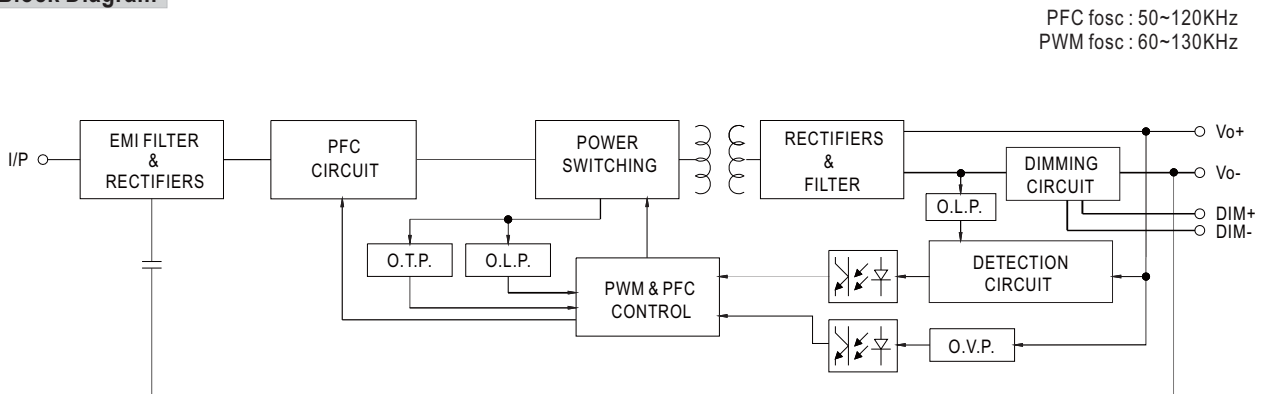 Block Diagram
PFC fosc : 50~120KHz
PWM fosc : 60~130KHz
I/P
EMI FILTER
&
RECTIFIERS
PFC
CIRCUIT
POWER
SWITCHING
RECTIFIERS
&
FILTER
DIMMING
CIRCUIT
Vo+
Vo-
DIM+
DIM-
O.L.P.
O.T.P.
O.L.P.
PWM & PFC
CONTROL
DETECTION
CIRCUIT
O.V.P.